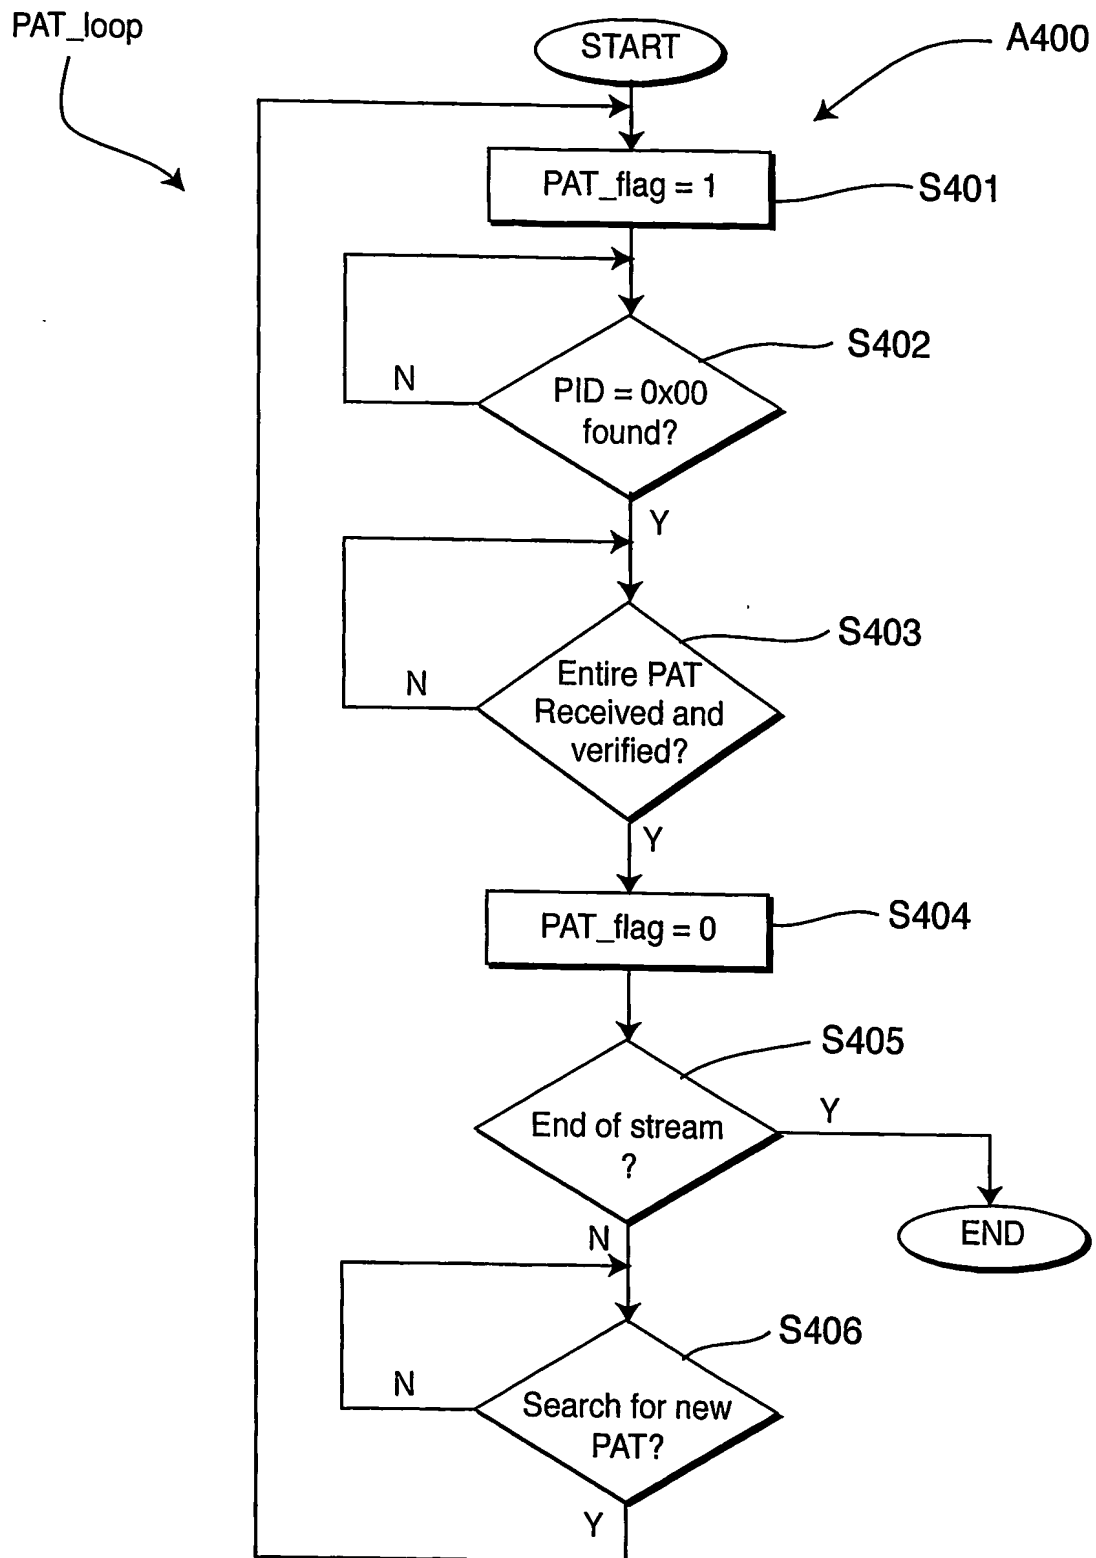 PAT_loop
START
A400
PAT_flag = 1
S401
S402
PID = 0x00
found?
N
Y
S403
Entire PAT
Received and
verified?
N
Y
PAT_flag = 0
S404
S405
End of stream
?
Y
N
END
S406
Search for new
PAT?
N
Y